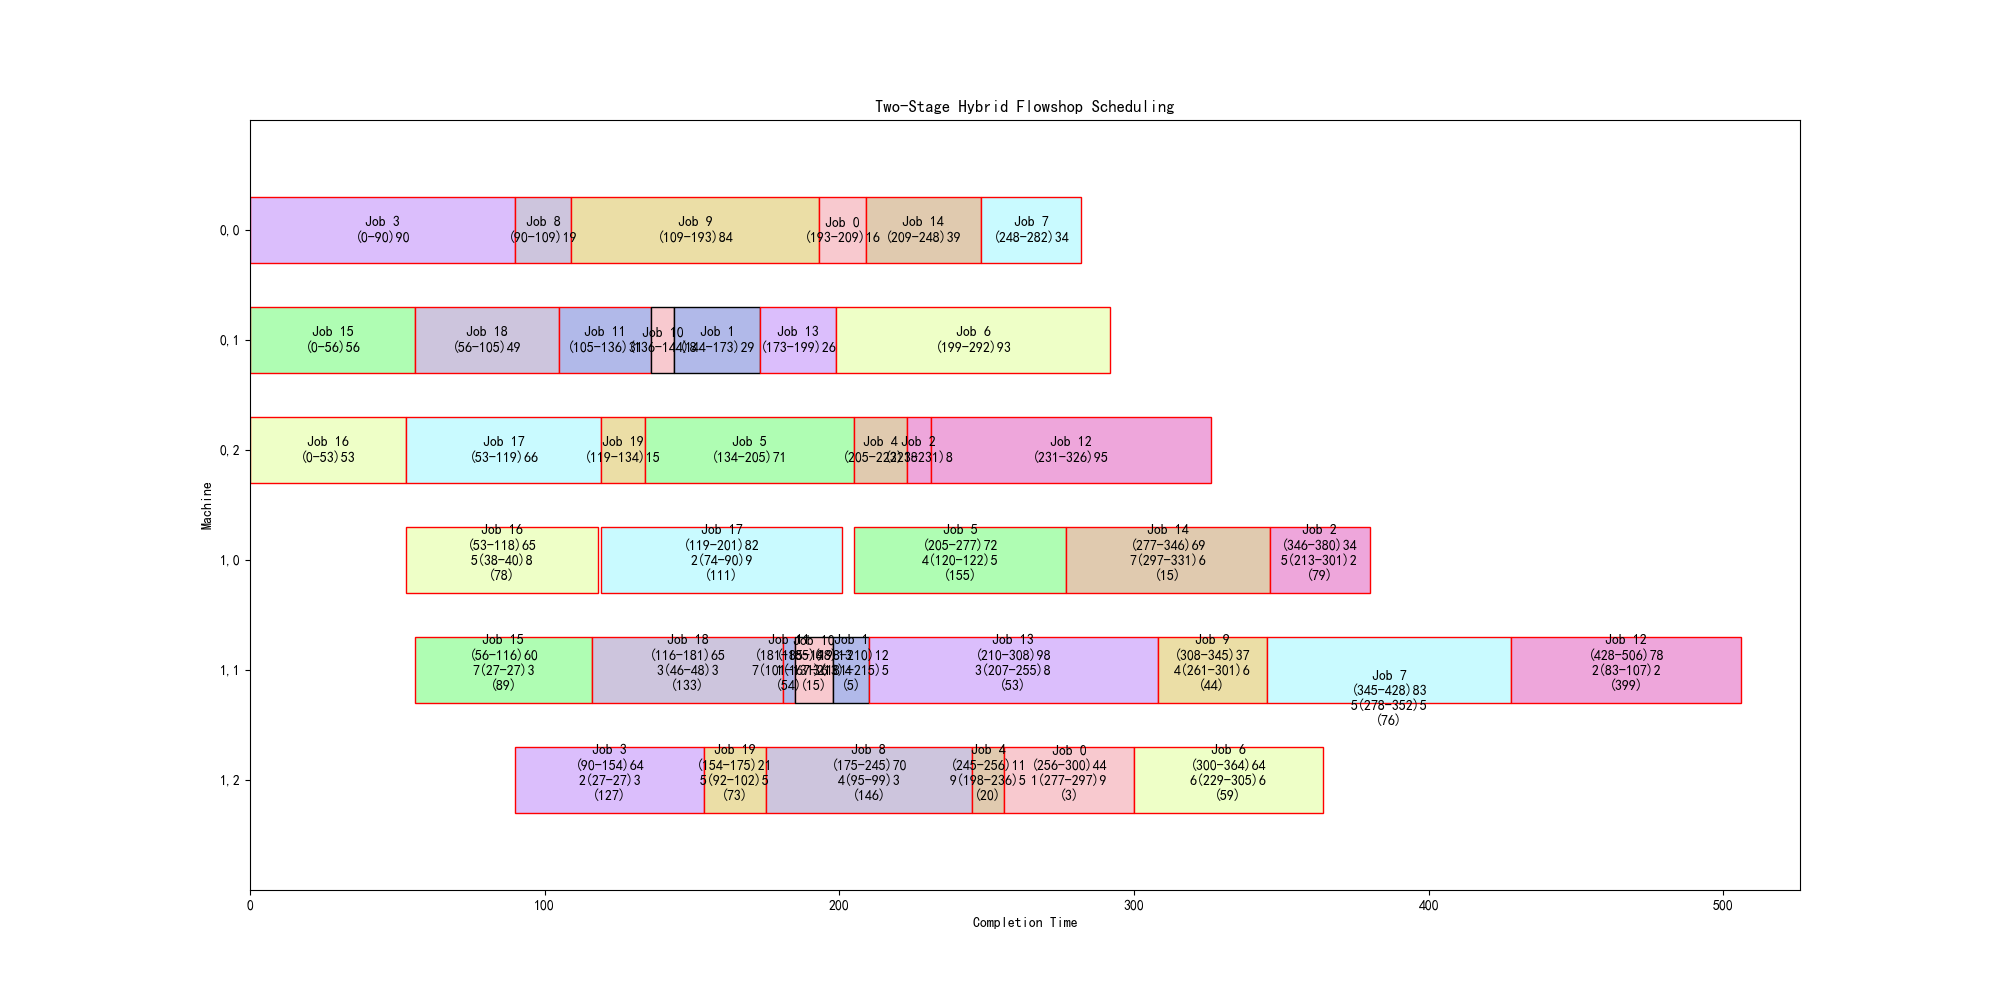 Two-Stage Hybrid Flowshop Scheduling
Machine
0,0
Job 3
(0-90)90
Job 8
(90-109)19
Job 9
(109-193)84
Job 0
(193-209)16
Job 14
(209-248)39
Job 7
(248-282)34
0,1
Job 15
(0-56)56
Job 18
(56-105)49
Job 11
(105-136)31
Job 10
(136-144)8
Job 1
(144-173)29
Job 13
(173-199)26
Job 6
(199-292)93
0,2
Job 16
(0-53)53
Job 17
(53-119)66
Job 19
(119-134)15
Job 5
(134-205)71
Job 4
(205-223)18
Job 2
(223-231)8
Job 12
(231-326)95
1,0
Job 16
(53-118)65
5(38-40)8
(78)
Job 17
(119-201)82
2(74-90)9
(111)
Job 5
(205-277)72
4(120-122)5
(155)
Job 14
(277-346)69
7(297-331)6
(15)
Job 2
(346-380)34
5(213-301)2
(79)
1,1
Job 15
(56-116)60
7(27-27)3
(89)
Job 18
(116-181)65
3(46-48)3
(133)
Job 11
(54)
Job 10
(15)
Job 1
(198-210)12
(5)
Job 13
(210-308)98
3(207-255)8
(53)
Job 9
(308-345)37
4(261-301)6
(44)
Job 7
(345-428)83
5(278-352)5
(76)
Job 12
(428-506)78
2(83-107)2
(399)
1,2
Job 3
(90-154)64
2(27-27)3
(127)
Job 19
(154-175)21
5(92-102)5
(73)
Job 8
(175-245)70
4(95-99)3
(146)
Job 4
(245-256)11
9(198-236)5
(20)
Job 0
(256-300)44
1(277-297)9
(3)
Job 6
(300-364)64
6(229-305)6
(59)
0
100
200
300
400
500
Completion Time